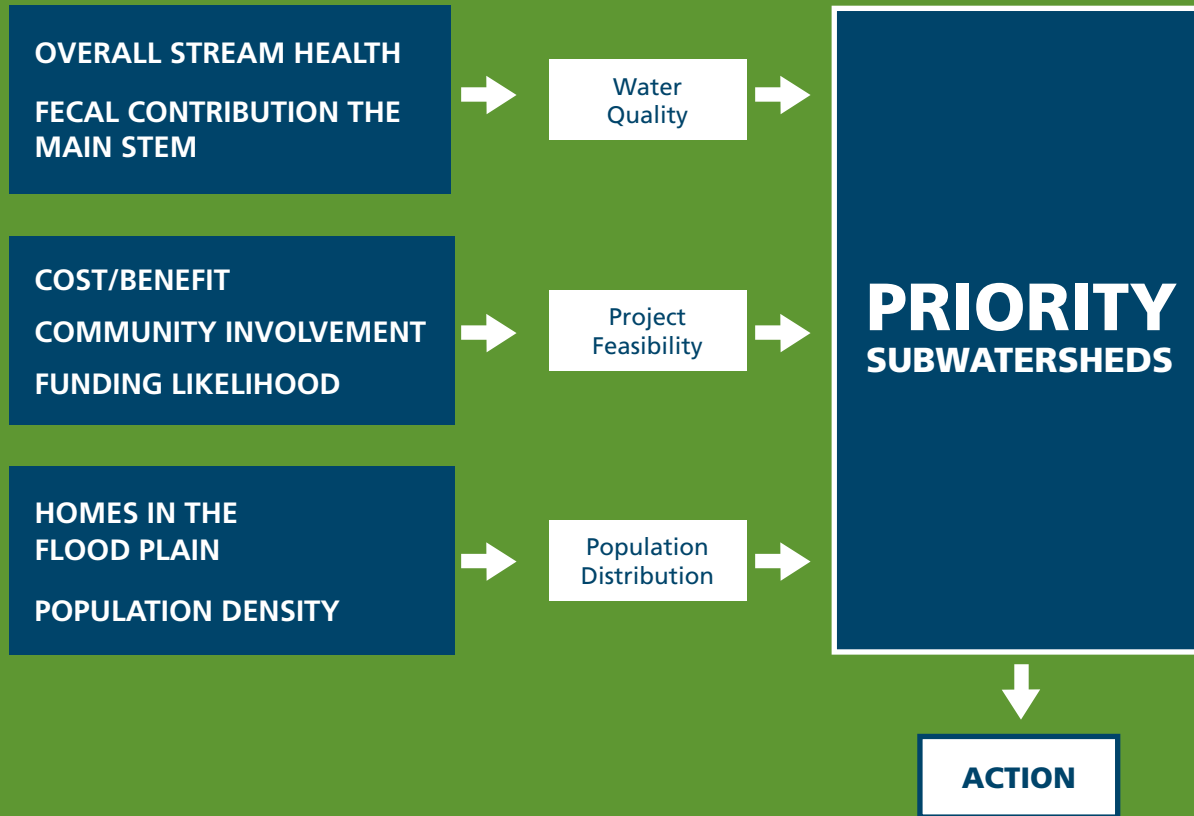 OVERALL STREAM HEALTH
FECAL CONTRIBUTION THE
MAIN STEM
Water
Quality
COST/BENEFIT
COMMUNITY INVOLVEMENT
FUNDING LIKELIHOOD
Project
Feasibility
HOMES IN THE
FLOOD PLAIN
POPULATION DENSITY
Population
Distribution
PRIORITY
SUBWATERSHEDS
ACTION